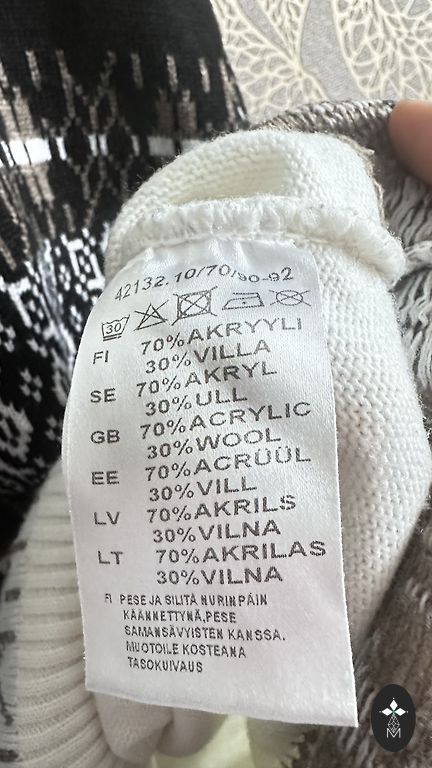 42132.10/70/90-92
30
FI 70%AKRYYLI
30%VILLA
SE 70%AKRYL
30%ULL
GB 70%ACRYLIC
30%WOOL
EE 70%ACRÜÜL
30%VILL
LV 70%AKRILS
30%VILNA
LT 70%AKRILAS
30%VILNA
FI PESE JA SILITÄ NURINPÄIN
KÄÄNNETTYNÄ,PESE
SAMANSÄVYISTEN KANSSA.
MUOTOILE KOSTEANA
TASOKUIVAUS
M